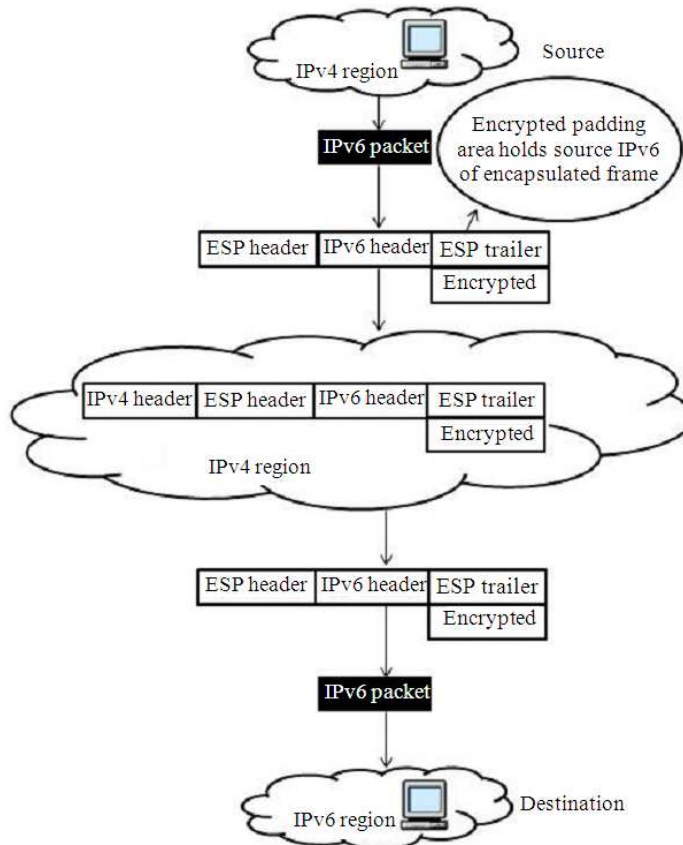 Source
IPv4 region
IPv6 packet
Encrypted padding
area holds source IPv6
of encapsulated frame
ESP header IPv6 header ESP trailer
Encrypted
IPv4 header ESP header IPv6 header ESP trailer
Encrypted
IPv4 region
ESP header IPv6 header ESP trailer
Encrypted
IPv6 packet
Destination
IPv6 region